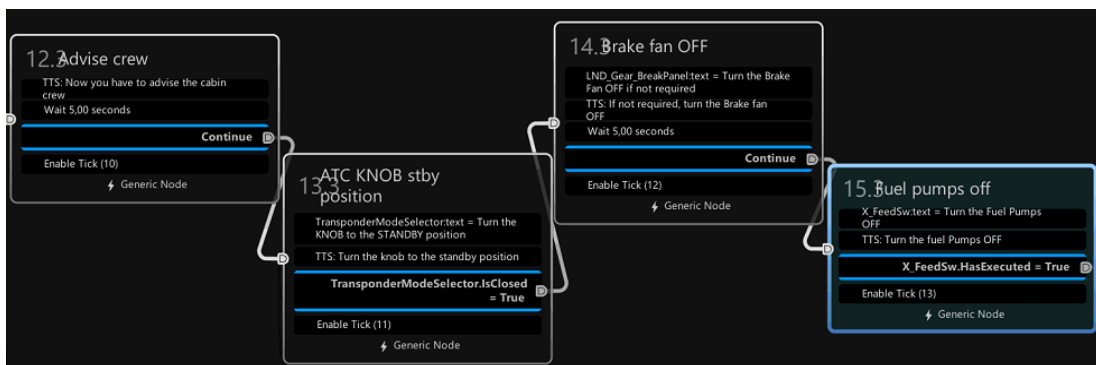 12.3 Advise crew
TTS: Now you have to advise the cabin
crew
Wait 5,00 seconds
Continue
Enable Tick (10)
Generic Node
13.3 ATC KNOB stby
position
TransponderModeSelector:text = Turn the
KNOB to the STANDBY position
TTS: Turn the knob to the standby position
TransponderModeSelector.IsClosed
= True
Enable Tick (11)
Generic Node
14.3 Brake fan OFF
LND_Gear_BreakPanel:text = Turn the Brake
Fan OFF if not required
TTS: If not required, turn the Brake fan
OFF
Wait 5,00 seconds
Continue
Enable Tick (12)
Generic Node
15.3 Fuel pumps off
X_FeedSw:text = Turn the Fuel Pumps
OFF
TTS: Turn the fuel Pumps OFF
X_FeedSw.HasExecuted = True
Enable Tick (13)
Generic Node